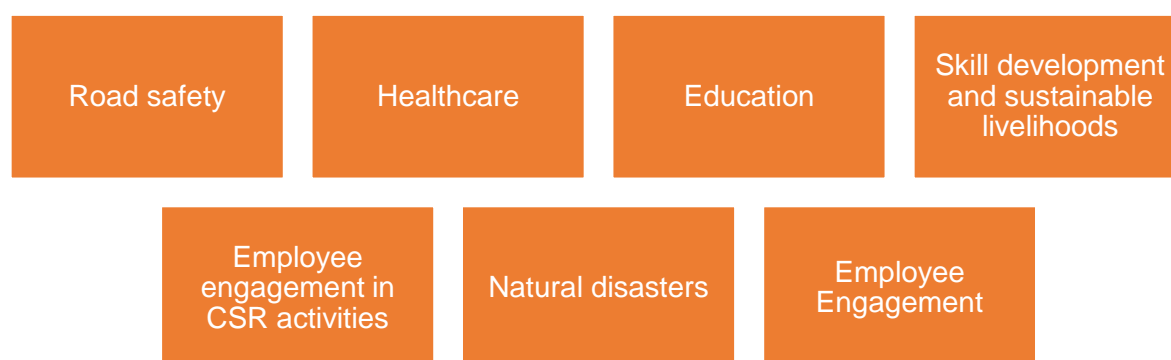 Road safety
Healthcare
Education
Skill development
and sustainable
livelihoods
Employee
engagement in
CSR activities
Natural disasters
Employee
Engagement